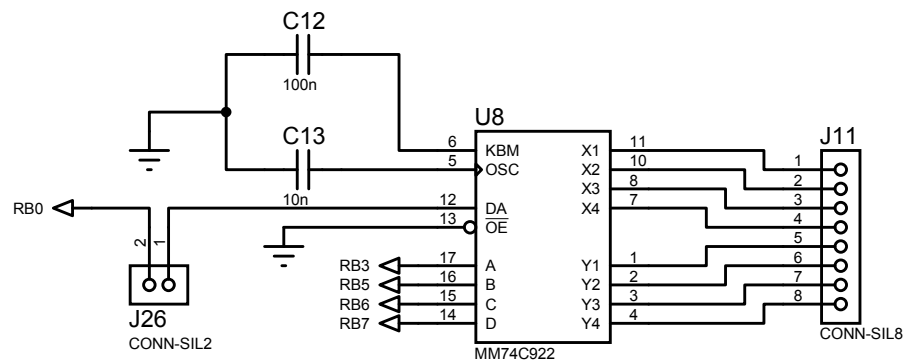 C12
100n
U8
C13
10n
6 KBM X1 11
5 OSC X2 10
X3 8
12 DA X4 7
13 OE
17 A Y1 1
16 B Y2 2
15 C Y3 3
14 D Y4 4
MM74C922
J11
1
2
3
4
5
6
7
8
CONN-SIL8
RB0
2 1
J26
CONN-SIL2
RB3
RB5
RB6
RB7